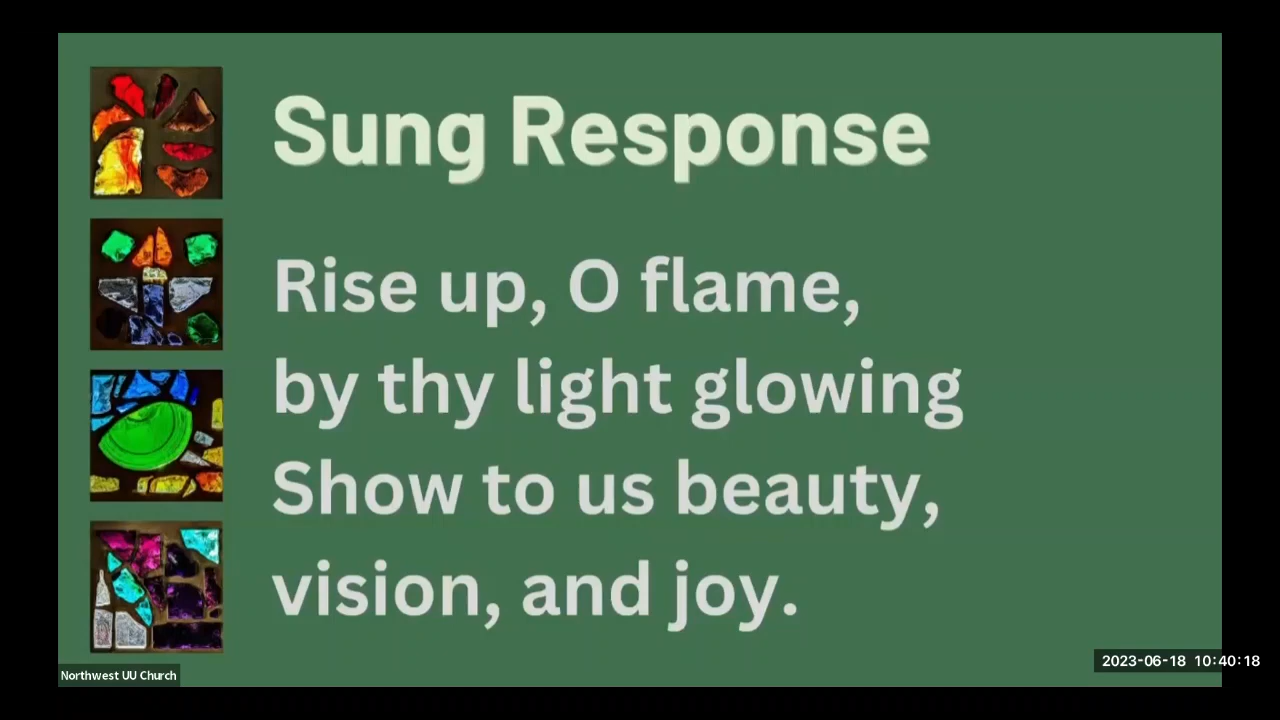 Sung Response
Rise up, O flame,
by thy light glowing
Show to us beauty,
vision, and joy.
Northwest UU Church
2023-06-18 10:40:18